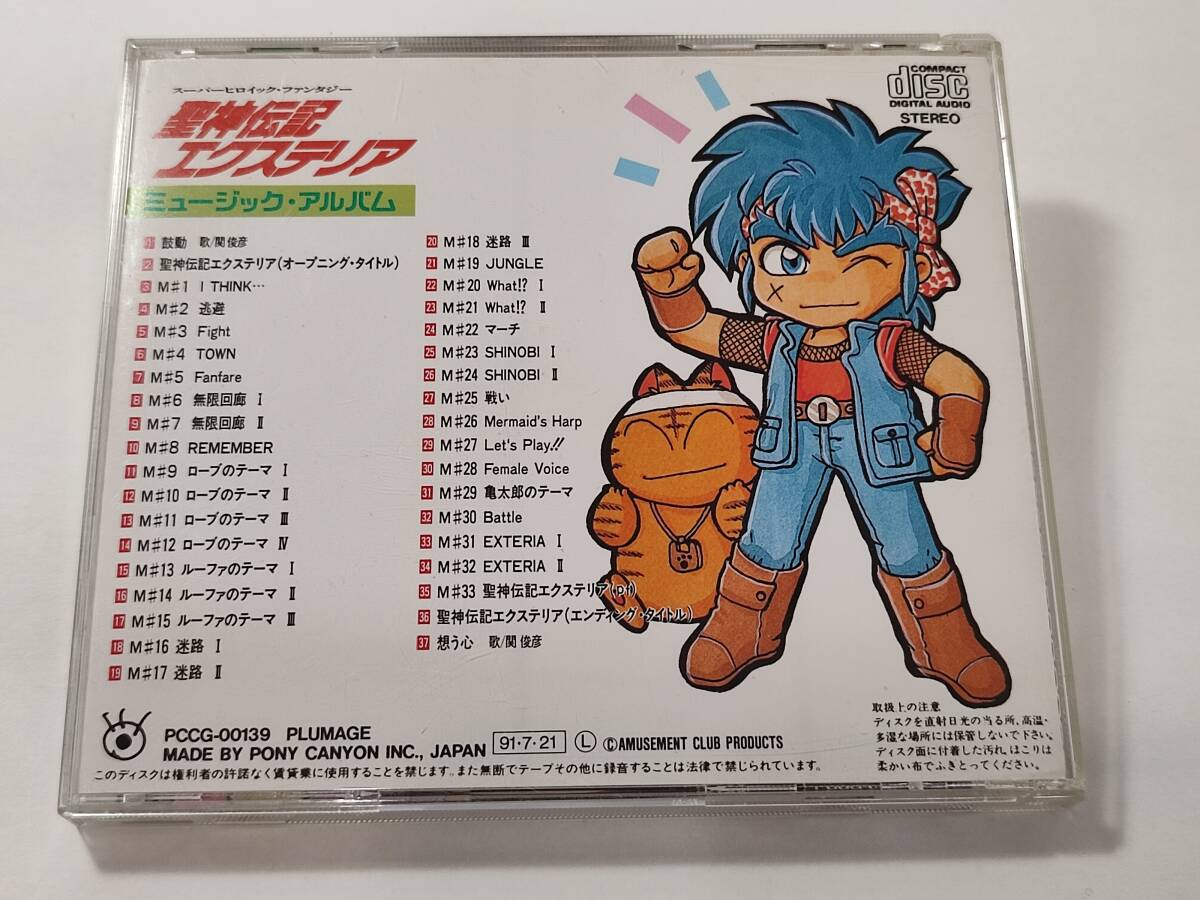 スーパーヒロイック・ファンタジー
聖神伝記
エクステリア
ミュージック・アルバム
COMPACT
disc
DIGITAL AUDIO
STEREO
1 鼓動 歌/関俊彦
2 聖神伝記エクステリア(オープニング・タイトル)
3 M#1 I THINK…
4 M#2 逃避
5 M#3 Fight
6 M#4 TOWN
7 M#5 Fanfare
8 M#6 無限回廊 Ⅰ
9 M#7 無限回廊 Ⅱ
10 M#8 REMEMBER
11 M#9 ローブのテーマ Ⅰ
12 M#10 ローブのテーマ Ⅱ
13 M#11 ローブのテーマ Ⅲ
14 M#12 ローブのテーマ Ⅳ
15 M#13 ルーファのテーマ Ⅰ
16 M#14 ルーファのテーマ Ⅱ
17 M#15 ルーファのテーマ Ⅲ
18 M#16 迷路 Ⅰ
19 M#17 迷路 Ⅱ
20 M#18 迷路 Ⅲ
21 M#19 JUNGLE
22 M#20 What!? Ⅰ
23 M#21 What!? Ⅱ
24 M#22 マーチ
25 M#23 SHINOBI Ⅰ
26 M#24 SHINOBI Ⅱ
27 M#25 戦い
28 M#26 Mermaid's Harp
29 M#27 Let's Play!!
30 M#28 Female Voice
31 M#29 亀太郎のテーマ
32 M#30 Battle
33 M#31 EXTERIA Ⅰ
34 M#32 EXTERIA Ⅱ
35 M#33 聖神伝記エクステリア(pf)
36 聖神伝記エクステリア(エンディング・タイトル)
37 想う心 歌/関俊彦
PCCG-00139 PLUMAGE
MADE BY PONY CANYON INC., JAPAN 91・7・21 Ⓛ ©AMUSEMENT CLUB PRODUCTS
このディスクは権利者の許諾なく賃貸業に使用することを禁じます。また無断でテープその他に録音することは法律で禁じられています。
取扱上の注意
ディスクを直射日光の当る所、高温・
多湿な場所には保管しないで下さい。
ディスク面に付着した汚れ、ほこりは
柔かい布でふきとってください。